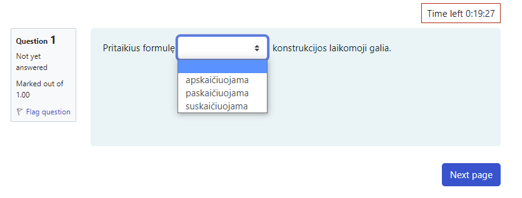 Time left 0:19:27
Question 1
Not yet
answered
Marked out of
1.00
Flag question
Pritaikius formulę konstrukcijos laikomoji galia.
apskaičiuojama
paskaičiuojama
suskaičiuojama
Next page